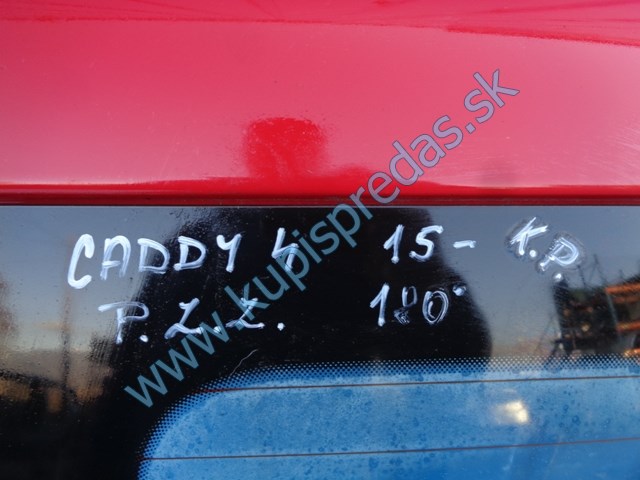 CADDY 4 15- K.P.
P.Z.Z. 180°
www.kupispredas.sk